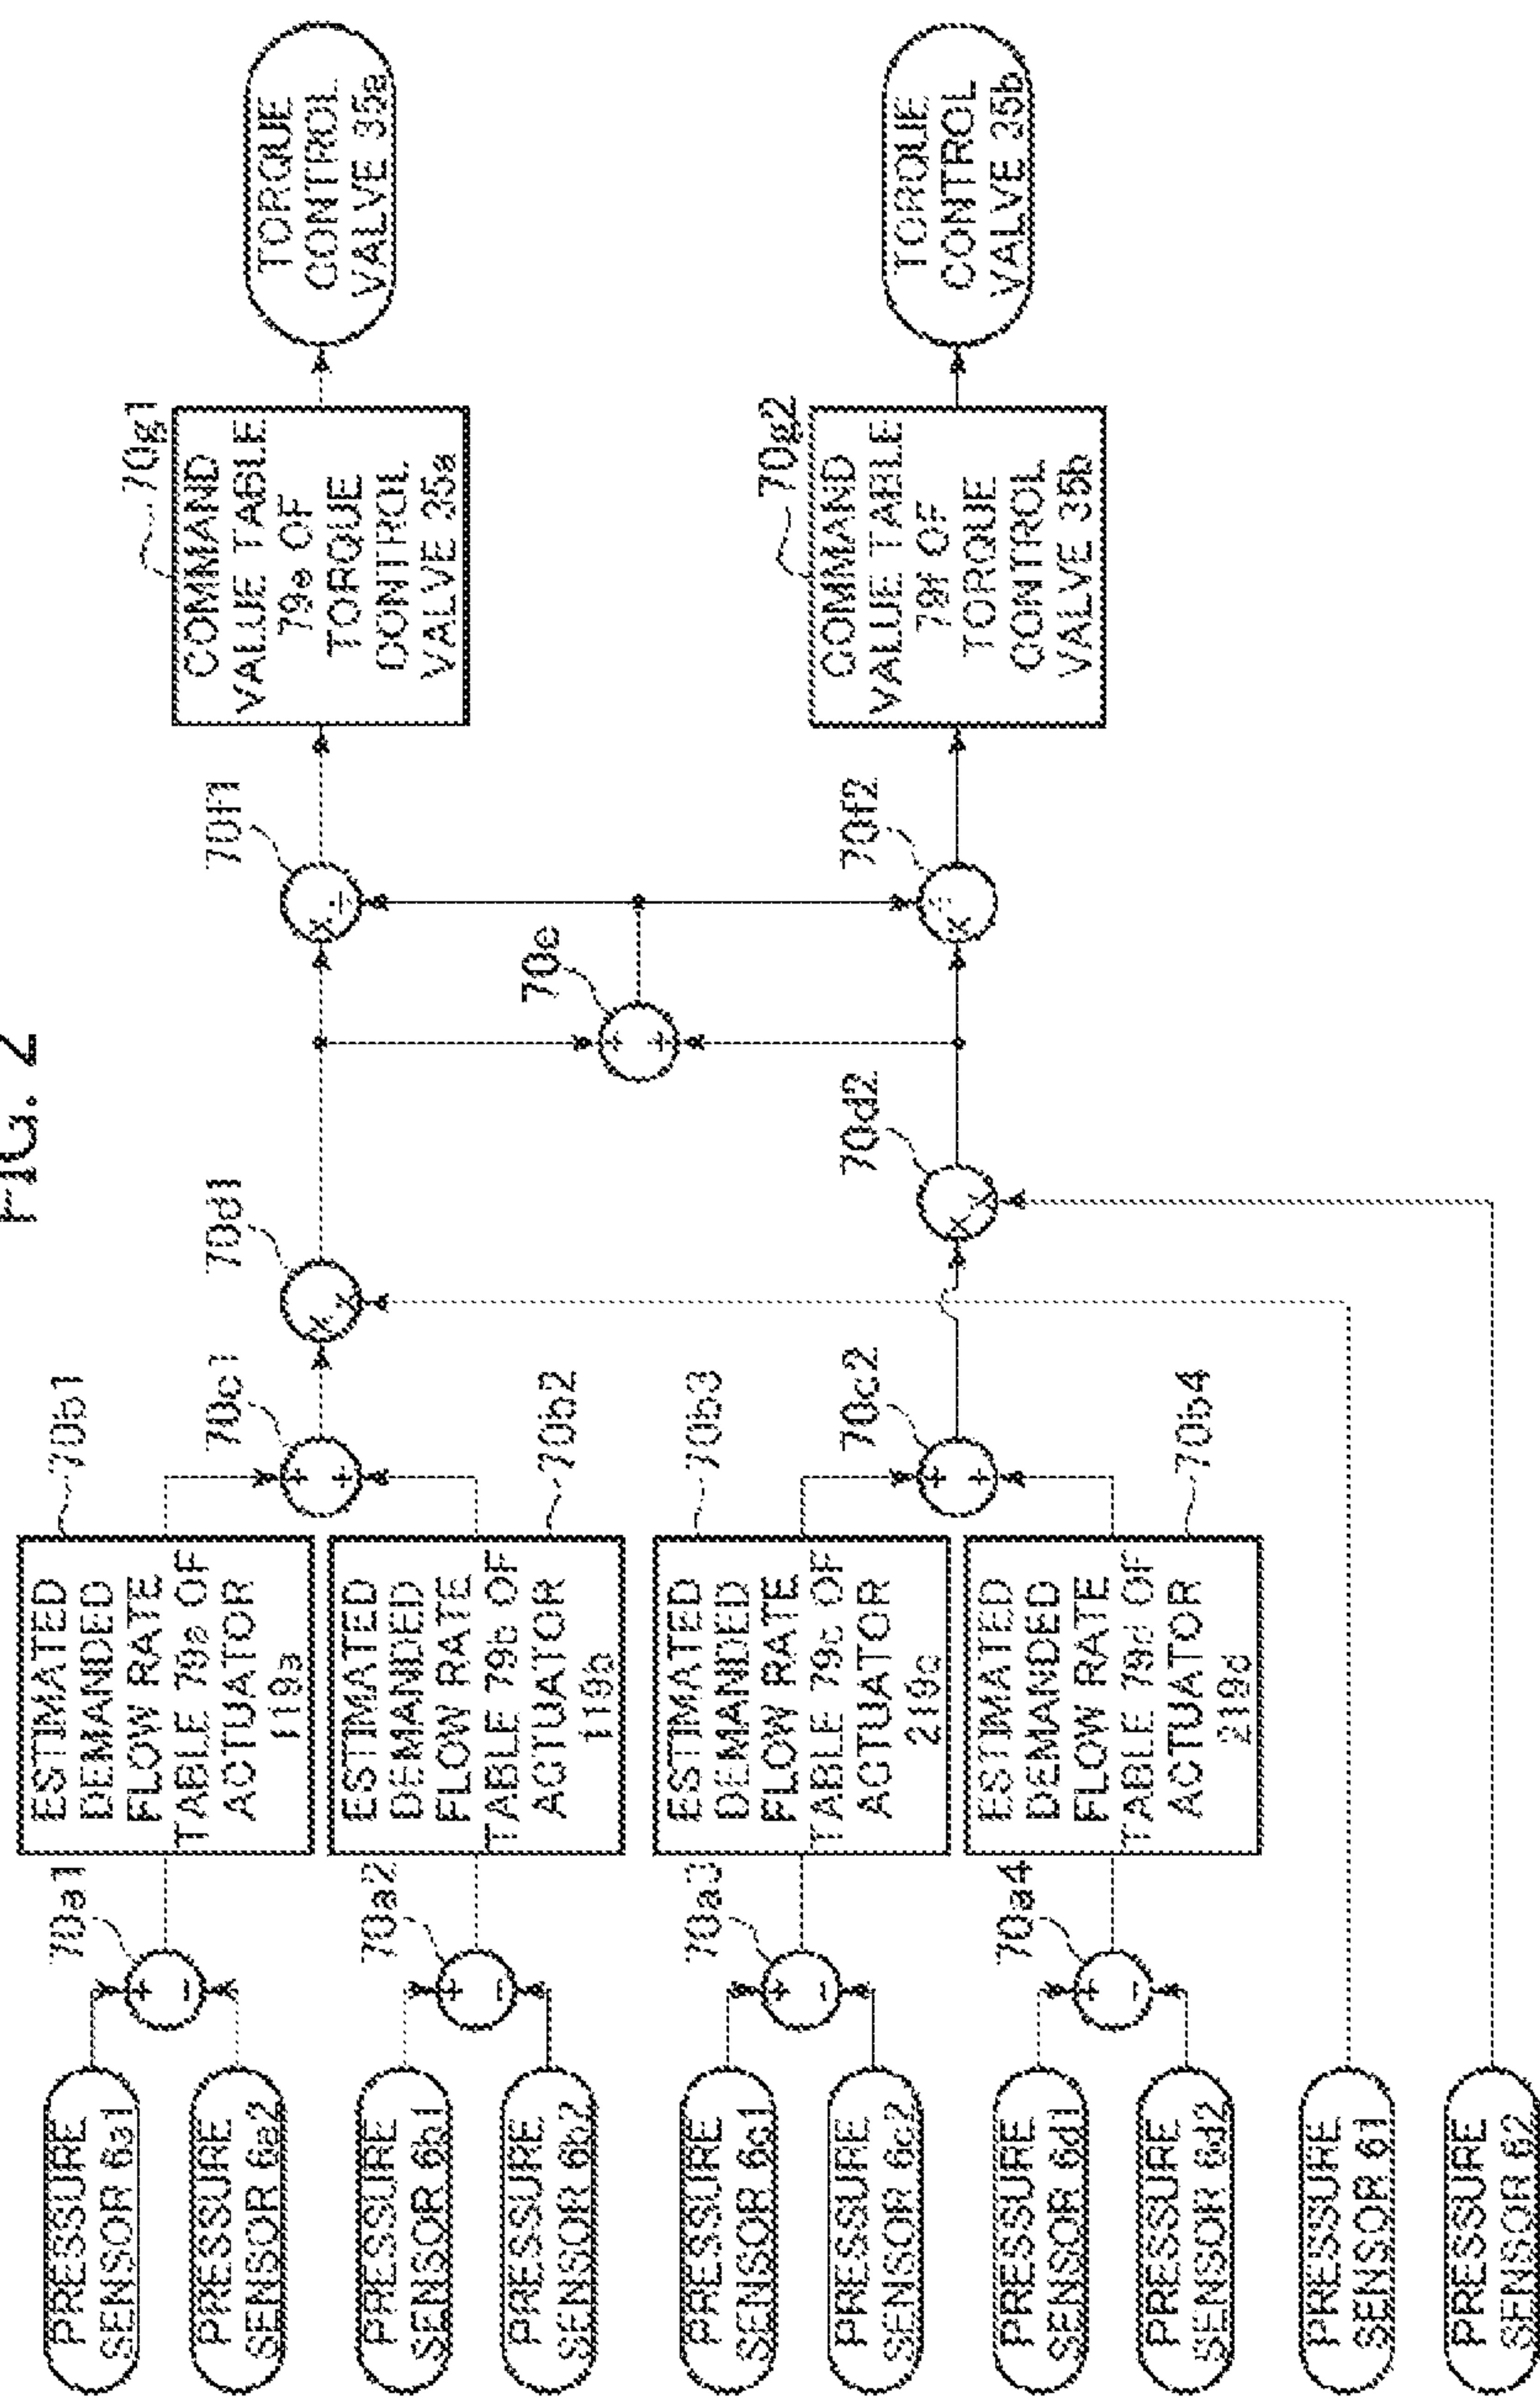 FIG. 2
PRESSURE
SENSOR 6a1
PRESSURE
SENSOR 6a2
PRESSURE
SENSOR 6b1
PRESSURE
SENSOR 6b2
PRESSURE
SENSOR 6c1
PRESSURE
SENSOR 6c2
PRESSURE
SENSOR 6d1
PRESSURE
SENSOR 6d2
PRESSURE
SENSOR 61
PRESSURE
SENSOR 62
70a1
+
−
70a2
+
−
70a3
+
−
70a4
+
−
70b1
ESTIMATED
DEMANDED
FLOW RATE
TABLE 79a OF
ACTUATOR
119a
70b2
ESTIMATED
DEMANDED
FLOW RATE
TABLE 79b OF
ACTUATOR
119b
70b3
ESTIMATED
DEMANDED
FLOW RATE
TABLE 79c OF
ACTUATOR
219c
70b4
ESTIMATED
DEMANDED
FLOW RATE
TABLE 79d OF
ACTUATOR
219d
70c1
+
+
70c2
+
+
70d1
×
×
70d2
×
×
70e
+
+
70f1
×
÷
70f2
÷
×
70g1
COMMAND
VALUE TABLE
79e OF
TORQUE
CONTROL
VALVE 35a
70g2
COMMAND
VALUE TABLE
79f OF
TORQUE
CONTROL
VALVE 35b
TORQUE
CONTROL
VALVE 35a
TORQUE
CONTROL
VALVE 35b